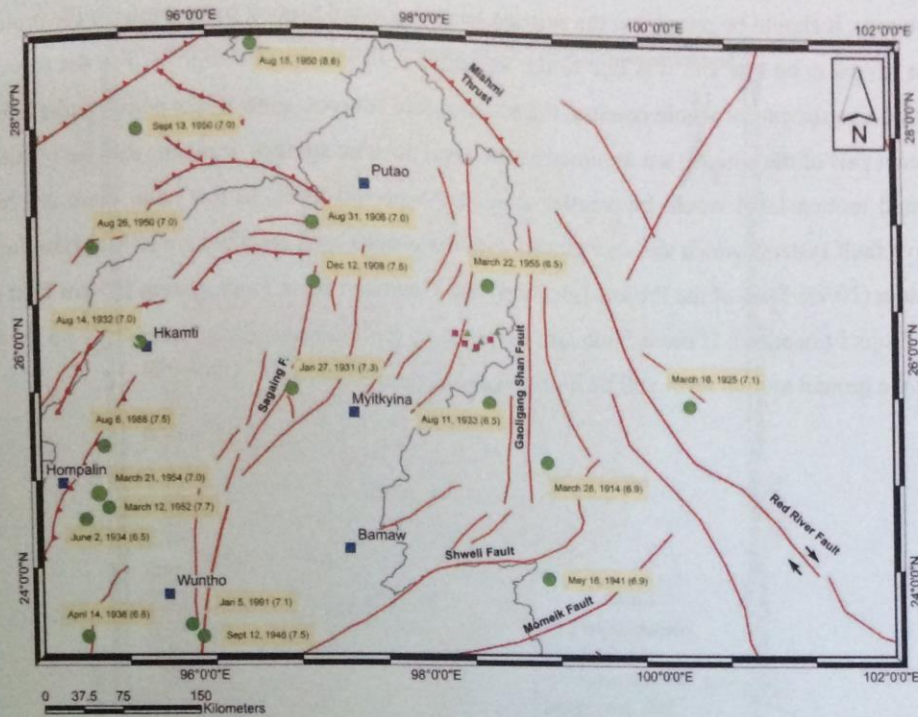 96°0'0"E
98°0'0"E
100°0'0"E
102°0'0"E
28°0'0"N
26°0'0"N
24°0'0"N
Aug 15, 1950 (8.6)
Mishmi
Thrust
N
Sept 13, 1950 (7.0)
Putao
Aug 31, 1906 (7.0)
Aug 26, 1950 (7.0)
Dec 12, 1908 (7.5)
March 22, 1955 (6.5)
Aug 14, 1932 (7.0)
Hkamti
Sagaing F.
Jan 27, 1931 (7.3)
Gaoligang Shan Fault
March 16, 1925 (7.1)
Myitkyina
Aug 11, 1933 (6.5)
Aug 6, 1988 (7.5)
Hompalin
March 21, 1954 (7.0)
March 28, 1914 (6.9)
March 12, 1952 (7.7)
Red River Fault
June 2, 1934 (6.5)
Bamaw
Shweli Fault
Wuntho
May 16, 1941 (6.9)
Jan 5, 1991 (7.1)
April 14, 1936 (6.8)
Momeik Fault
Sept 12, 1946 (7.5)
28°0'0"N
26°0'0"N
24°0'0"N
96°0'0"E
98°0'0"E
100°0'0"E
102°0'0"E
0 37.5 75 150
Kilometers